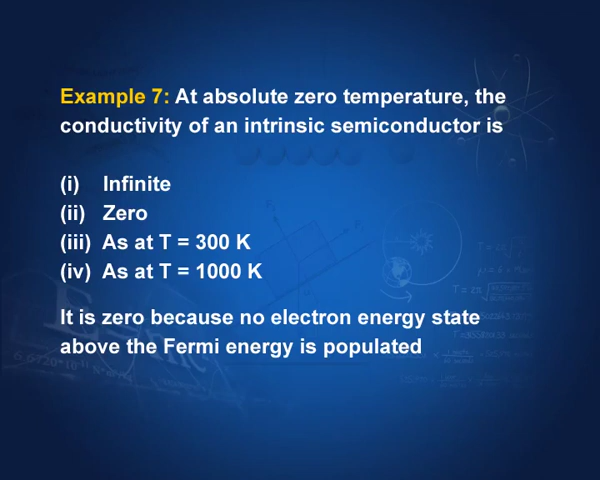 Example 7: At absolute zero temperature, the
conductivity of an intrinsic semiconductor is
(i) Infinite
(ii) Zero
(iii) As at T = 300 K
(iv) As at T = 1000 K
It is zero because no electron energy state
above the Fermi energy is populated